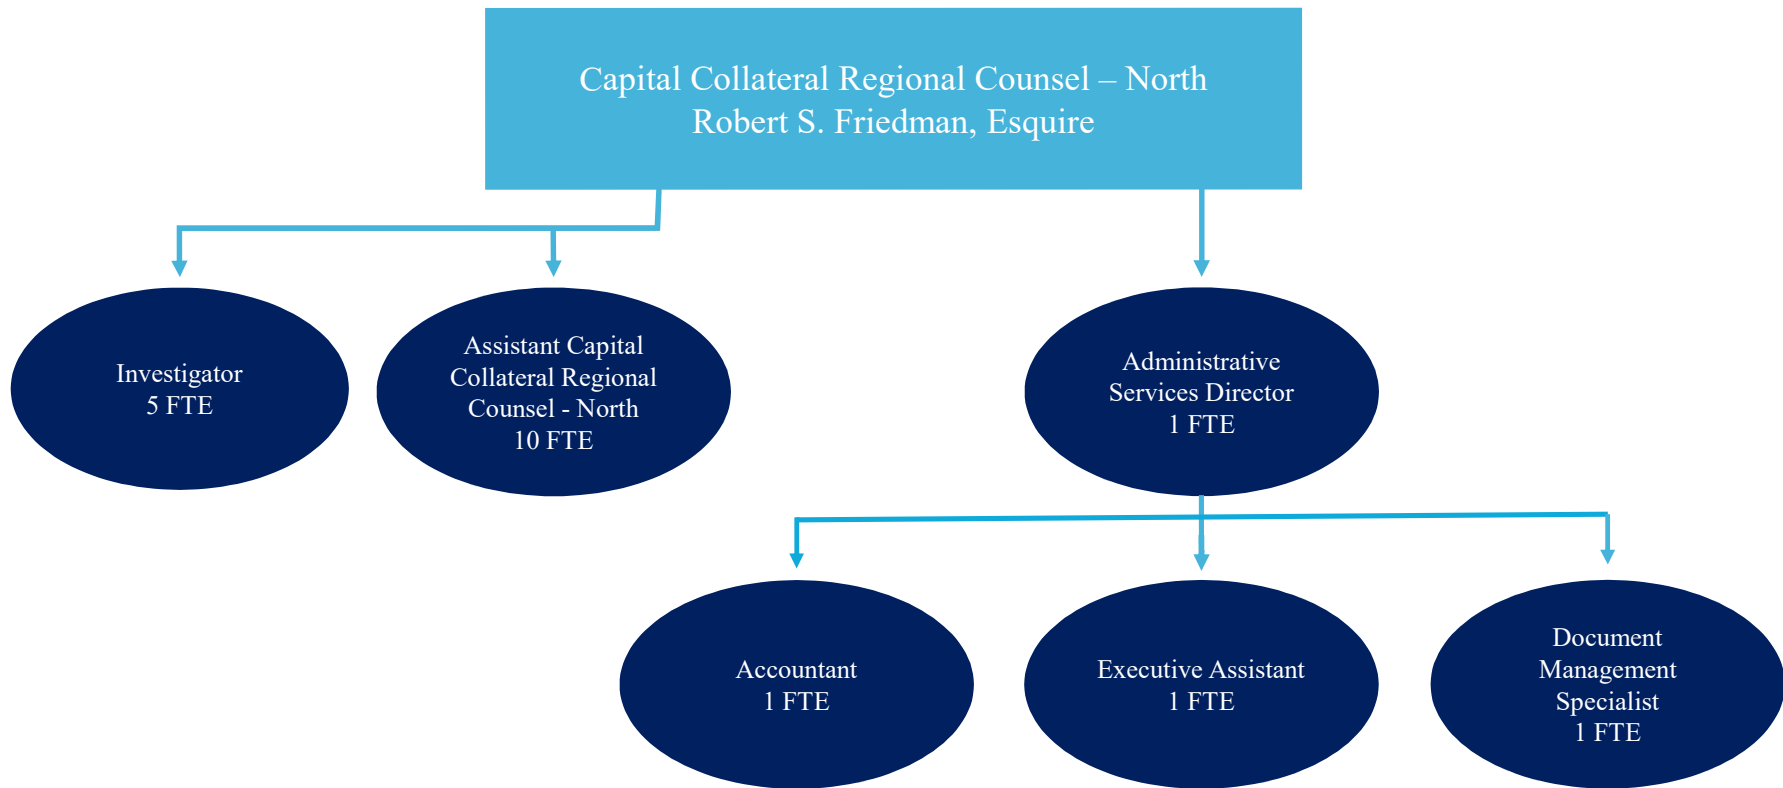 Capital Collateral Regional Counsel – North
Robert S. Friedman, Esquire
Investigator
5 FTE
Assistant Capital
Collateral Regional
Counsel - North
10 FTE
Administrative
Services Director
1 FTE
Accountant
1 FTE
Executive Assistant
1 FTE
Document
Management
Specialist
1 FTE